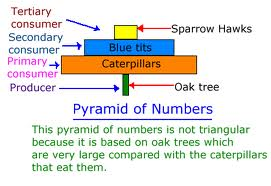 Tertiary
consumer
Sparrow Hawks
Secondary
consumer
Blue tits
Primary
consumer
Caterpillars
Producer
Oak tree
Pyramid of Numbers
This pyramid of numbers is not triangular
because it is based on oak trees which
are very large compared with the caterpillars
that eat them.